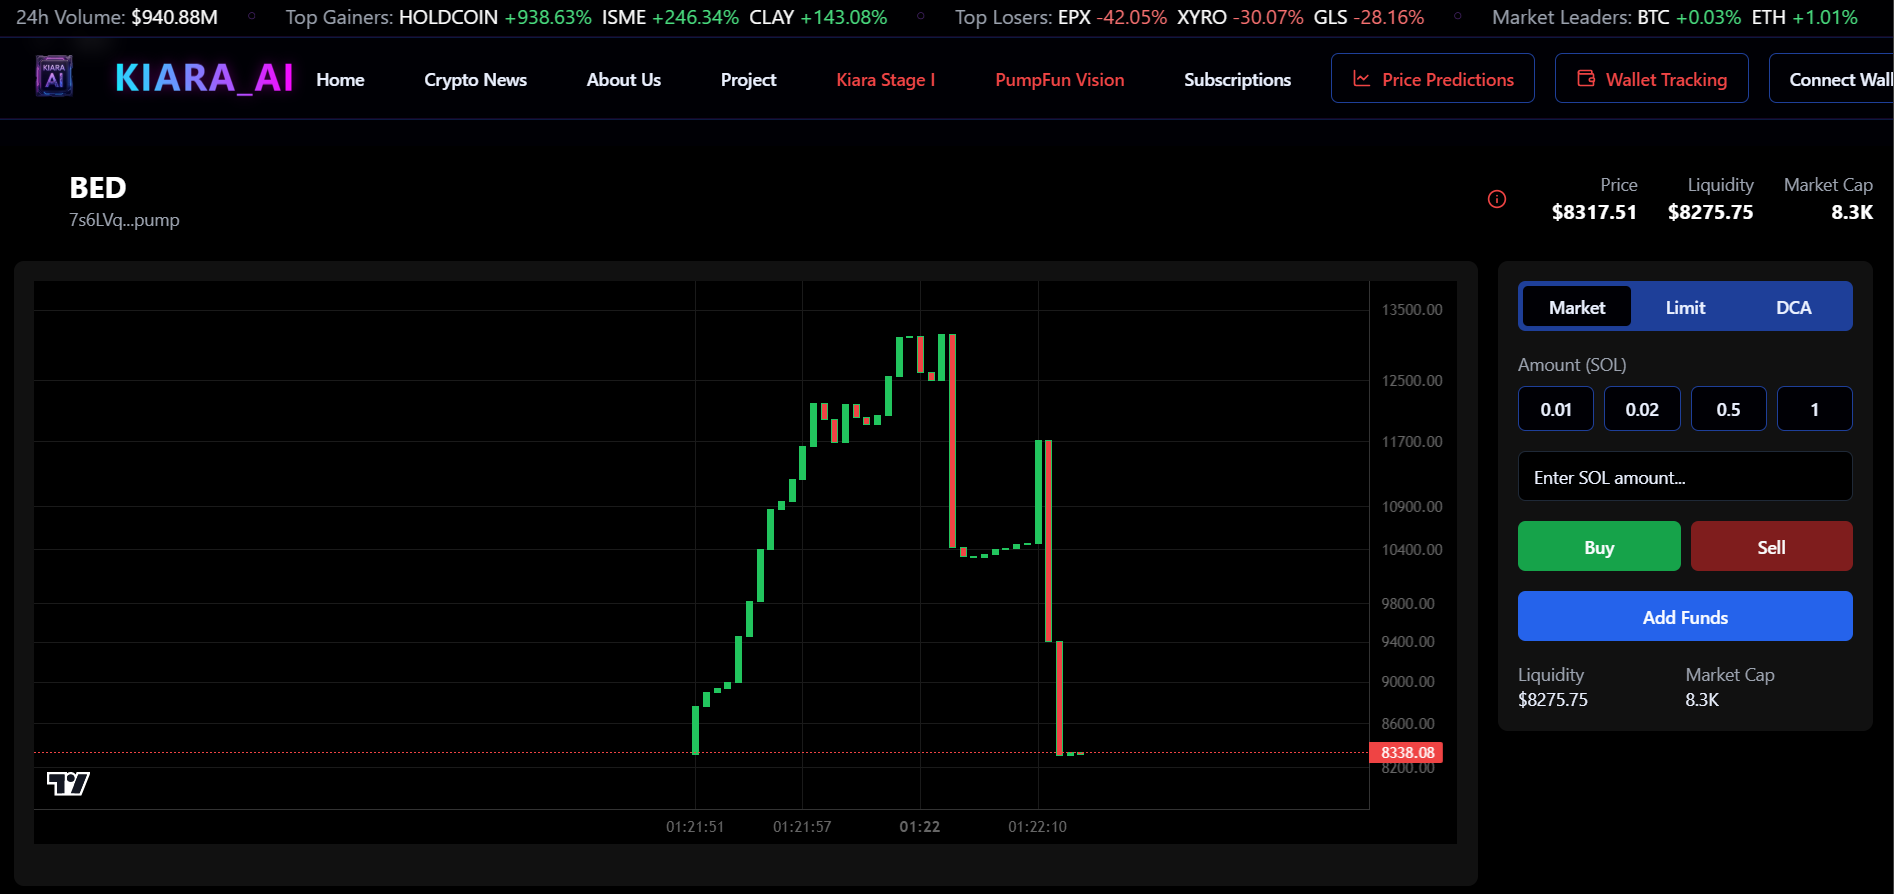 24h Volume: $940.88M Top Gainers: HOLDCOIN +938.63% ISME +246.34% CLAY +143.08% Top Losers: EPX -42.05% XYRO -30.07% GLS -28.16% Market Leaders: BTC +0.03% ETH +1.01%
KIARA AI
KIARA_AI Home Crypto News About Us Project Kiara Stage I PumpFun Vision Subscriptions Price Predictions Wallet Tracking Connect Wall
BED
7s6LVq...pump
Price Liquidity Market Cap
$8317.51 $8275.75 8.3K
13500.00
12500.00
11700.00
10900.00
10400.00
9800.00
9400.00
9000.00
8600.00
8338.08
8200.00
01:21:51 01:21:57 01:22 01:22:10
Market Limit DCA
Amount (SOL)
0.01 0.02 0.5 1
Enter SOL amount...
Buy Sell
Add Funds
Liquidity Market Cap
$8275.75 8.3K